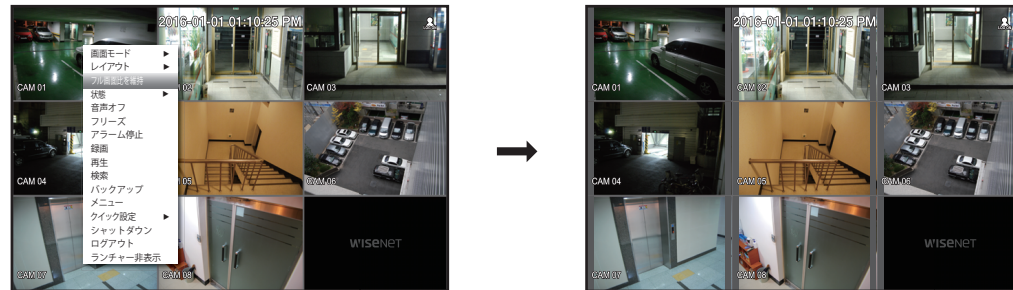 2016-01-01 01:10:25 PM
画面モード ▶
レイアウト ▶
フル画面比を維持
状態 ▶
音声オフ
フリーズ
アラーム停止
録画
再生
検索
バックアップ
メニュー
クイック設定 ▶
シャットダウン
ログアウト
ランチャー非表示
CAM 01
02
CAM 03
CAM 04
05
CAM 06
CAM 07
CAM 08
WISENET
2016-01-01 01:10:25 PM
CAM 01
CAM 02
CAM 03
CAM 04
CAM 05
CAM 06
CAM 07
CAM 08
WISENET